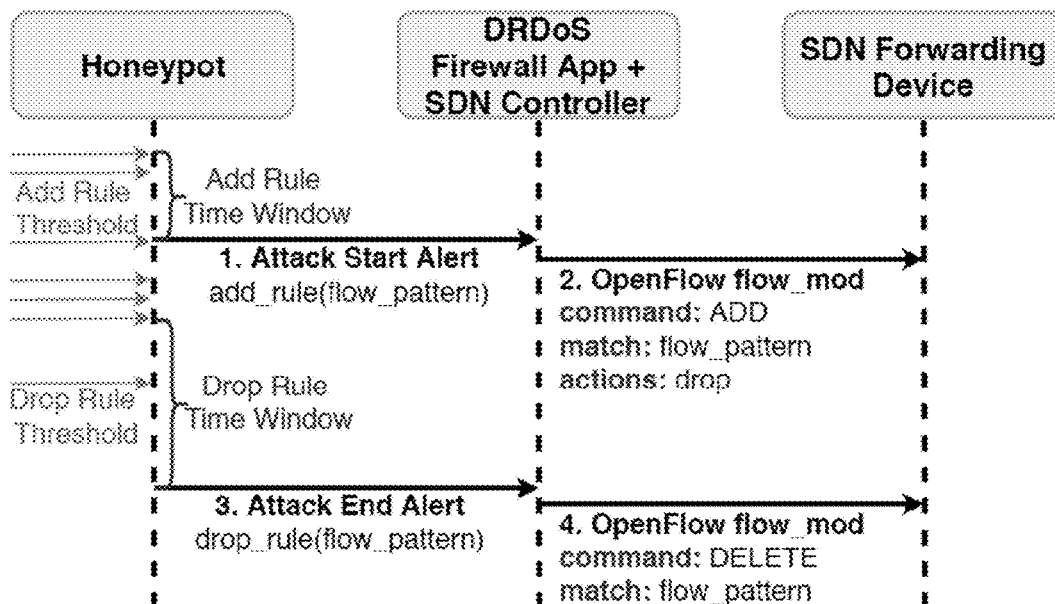 Honeypot
DRDoS
Firewall App +
SDN Controller
SDN Forwarding
Device
Add Rule
Threshold
Add Rule
Time Window
1. Attack Start Alert
add_rule(flow_pattern)
2. OpenFlow flow_mod
command: ADD
match: flow_pattern
actions: drop
Drop Rule
Threshold
Drop Rule
Time Window
3. Attack End Alert
drop_rule(flow_pattern)
4. OpenFlow flow_mod
command: DELETE
match: flow_pattern